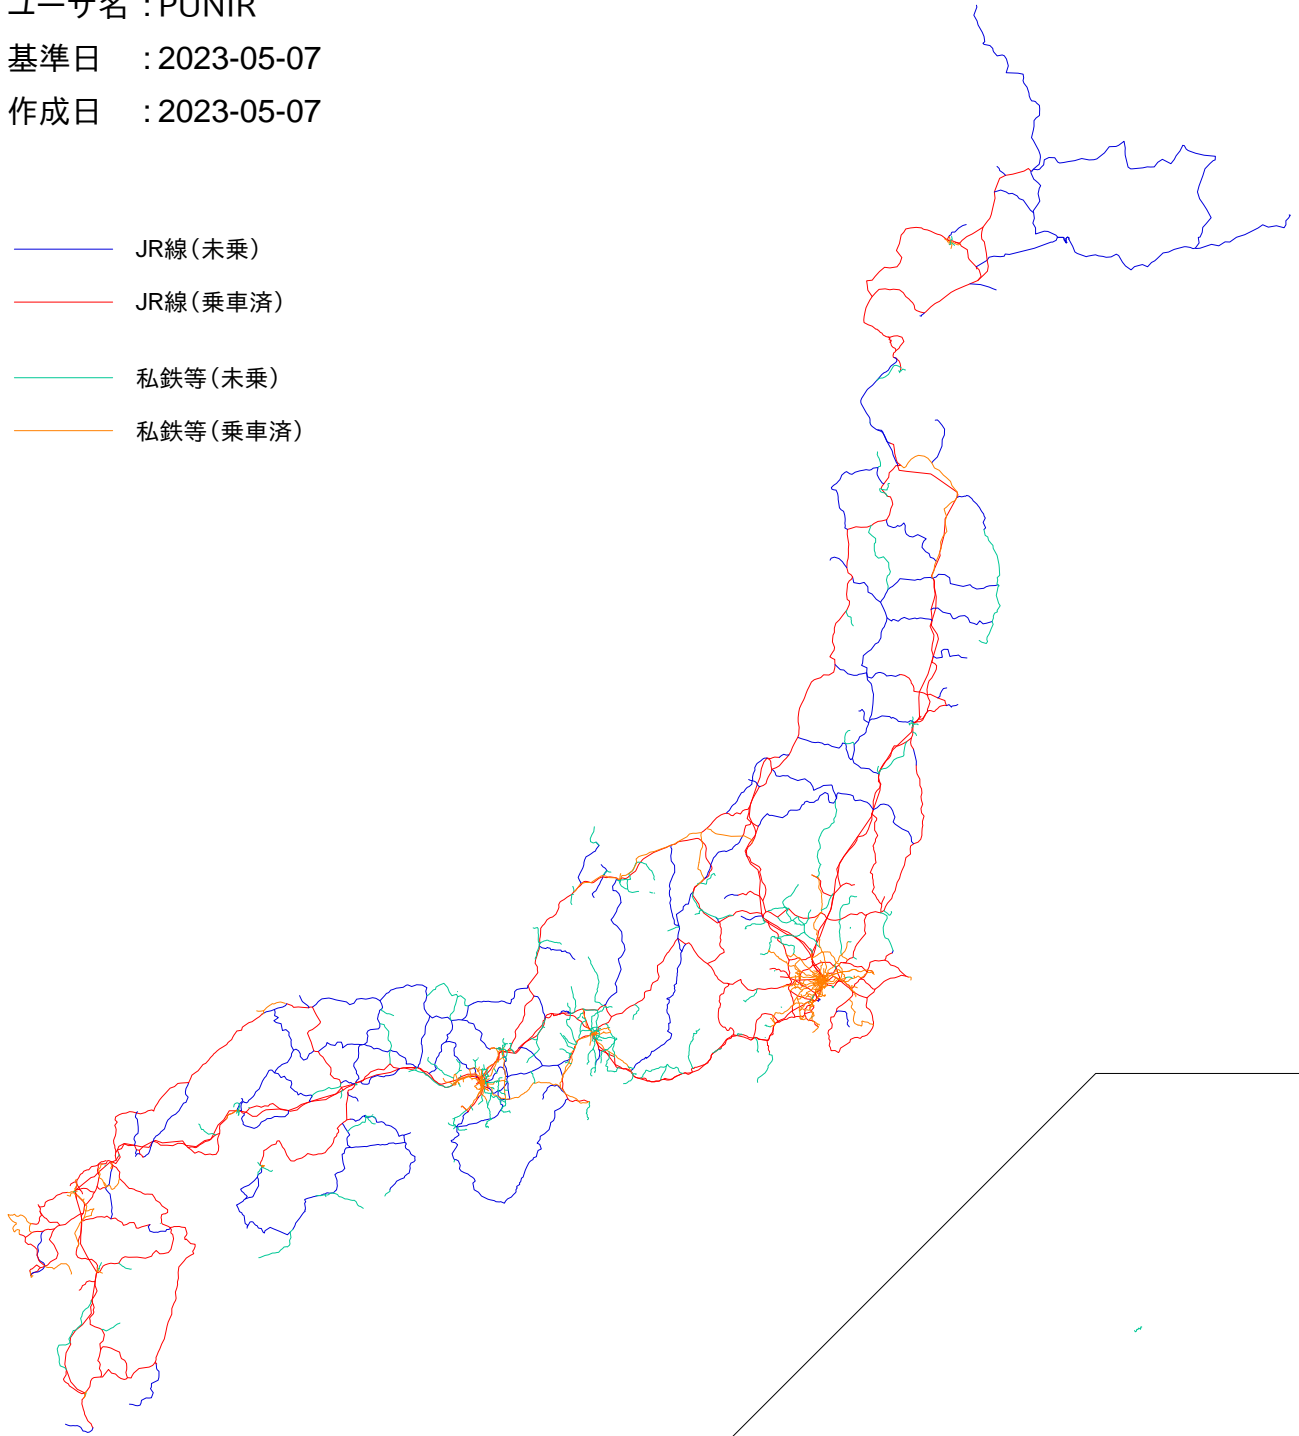 ユーザ名 : PUNIR
基準日 : 2023-05-07
作成日 : 2023-05-07
JR線(未乗)
JR線(乗車済)
私鉄等(未乗)
私鉄等(乗車済)